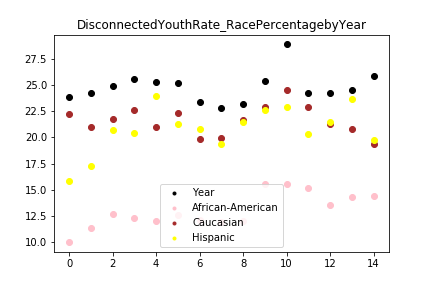 DisconnectedYouthRate_RacePercentagebyYear
27.5
25.0
22.5
20.0
17.5
15.0
12.5
10.0
Year
African-American
Caucasian
Hispanic
0 2 4 6 8 10 12 14